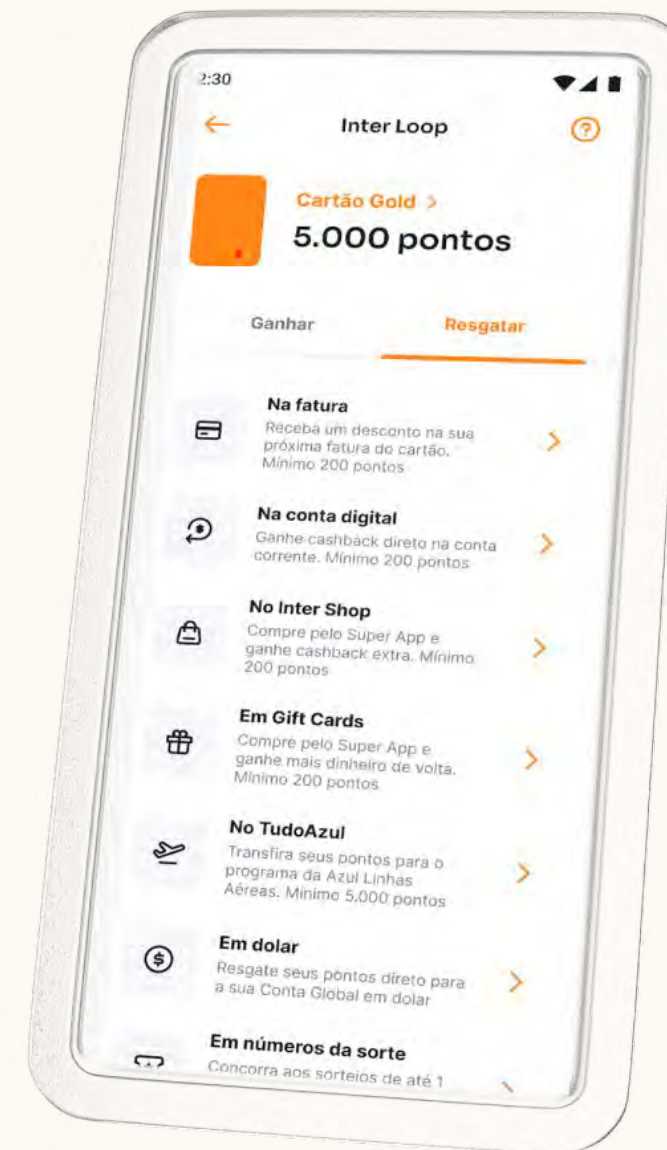 2:30
Inter Loop
Cartão Gold >
5.000 pontos
Ganhar
Resgatar
Na fatura
Receba um desconto na sua
próxima fatura do cartão.
Mínimo 200 pontos
Na conta digital
Ganhe cashback direto na conta
corrente. Mínimo 200 pontos
No Inter Shop
Compre pelo Super App e
ganhe cashback extra. Mínimo
200 pontos
Em Gift Cards
Compre pelo Super App e
ganhe mais dinheiro de volta.
Mínimo 200 pontos
No TudoAzul
Transfira seus pontos para o
programa da Azul Linhas
Aéreas. Mínimo 5.000 pontos
Em dolar
Resgate seus pontos direto para
a sua Conta Global em dolar
Em números da sorte
Concorra aos sorteios de até 1